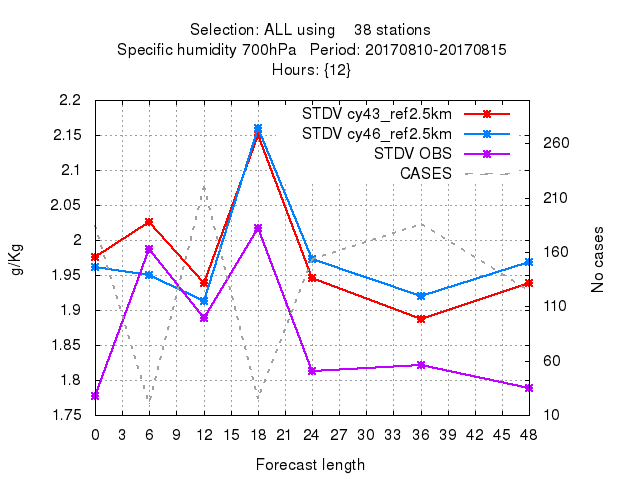 Selection: ALL using    38 stations
Specific humidity 700hPa   Period: 20170810-20170815
Hours: {12}
STDV cy43_ref2.5km
STDV cy46_ref2.5km
STDV OBS
CASES
2.2
2.15
2.1
2.05
2
1.95
1.9
1.85
1.8
1.75
g/Kg
260
210
160
110
60
10
No cases
0 3 6 9 12 15 18 21 24 27 30 33 36 39 42 45 48
Forecast length